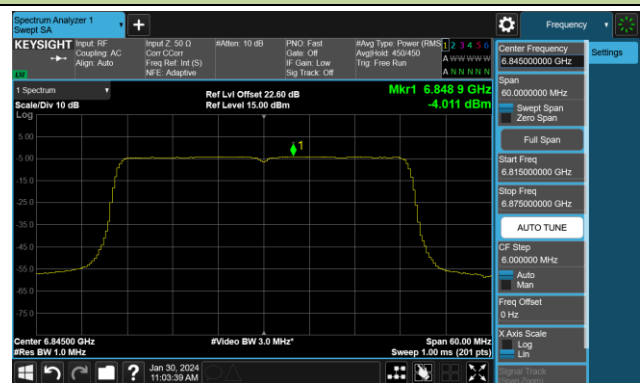 Spectrum Analyzer 1
Swept SA
Frequency
KEYSIGHT
Input: RF
Coupling: AC
Align: Auto
Input Z: 50 Ω
Corr CCorr
Freq Ref: Int (S)
NFE: Adaptive
#Atten: 10 dB
PNO: Fast
Gate: Off
IF Gain: Low
Sig Track: Off
#Avg Type: Power (RMS
Avg|Hold: 450/450
Trig: Free Run
1 2 3 4 5 6
A W W W W W
A N N N N N
LXI
1 Spectrum
Scale/Div 10 dB
Log
Ref Lvl Offset 22.60 dB
Ref Level 15.00 dBm
Mkr1 6.848 9 GHz
-4.011 dBm
5.00
-5.00
-15.0
-25.0
-35.0
-45.0
-55.0
-65.0
-75.0
1
Center 6.84500 GHz
#Res BW 1.0 MHz
#Video BW 3.0 MHz*
Span 60.00 MHz
Sweep 1.00 ms (201 pts)
Center Frequency
6.845000000 GHz
Settings
Span
60.0000000 MHz
Swept Span
Zero Span
Full Span
Start Freq
6.815000000 GHz
Stop Freq
6.875000000 GHz
AUTO TUNE
CF Step
6.000000 MHz
Auto
Man
Freq Offset
0 Hz
X Axis Scale
Log
Lin
Signal Track
(Span Zoom)
Jan 30, 2024
11:03:39 AM